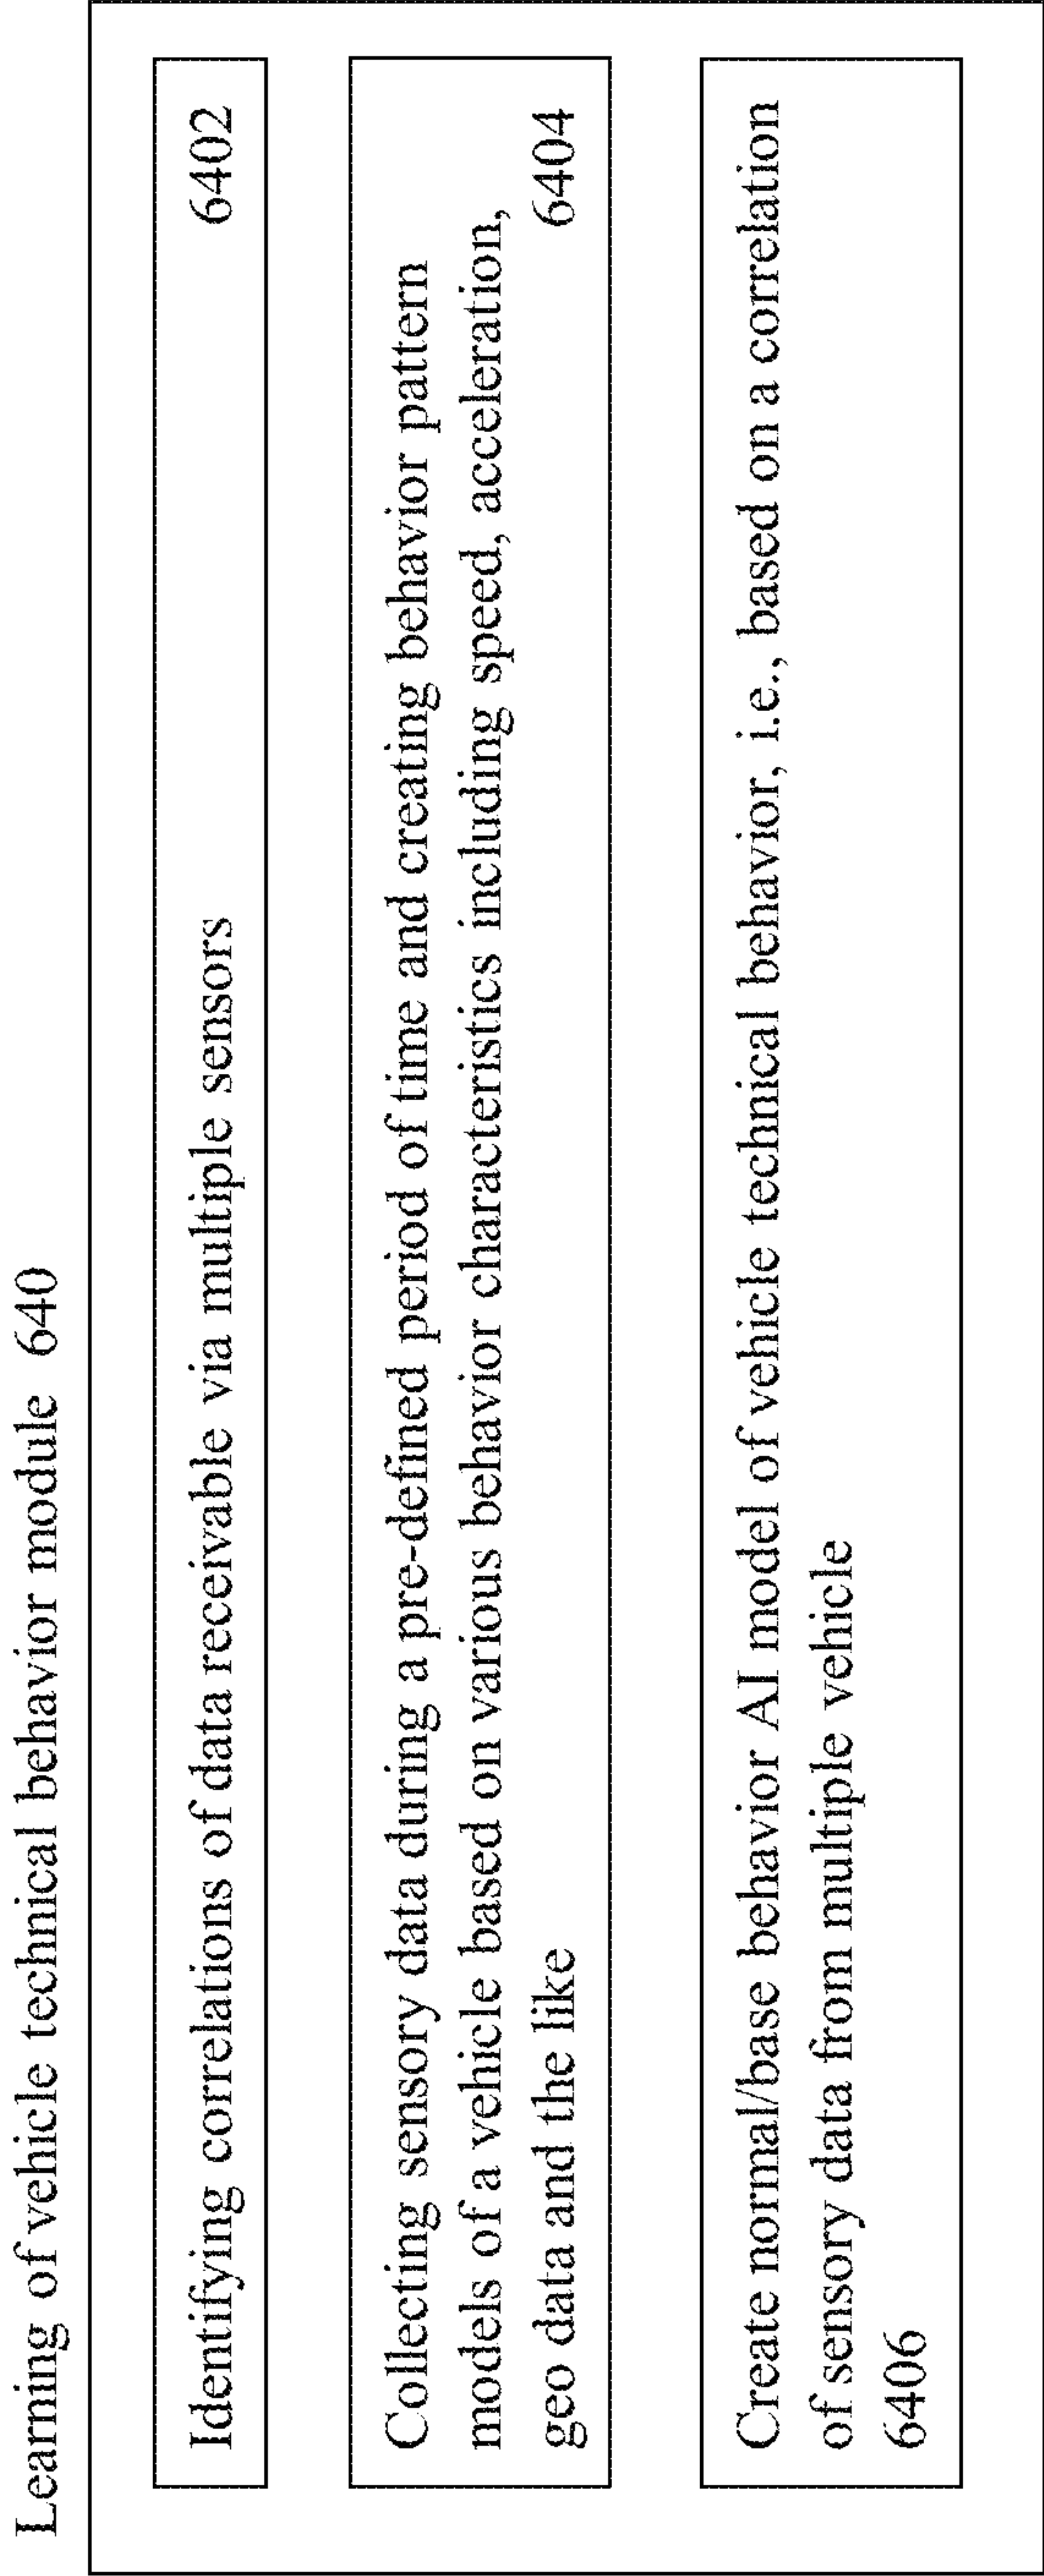 Learning of vehicle technical behavior module 640
Identifying correlations of data receivable via multiple sensors 6402
Collecting sensory data during a pre-defined period of time and creating behavior pattern
models of a vehicle based on various behavior characteristics including speed, acceleration,
geo data and the like 6404
Create normal/base behavior AI model of vehicle technical behavior, i.e., based on a correlation
of sensory data from multiple vehicle
6406